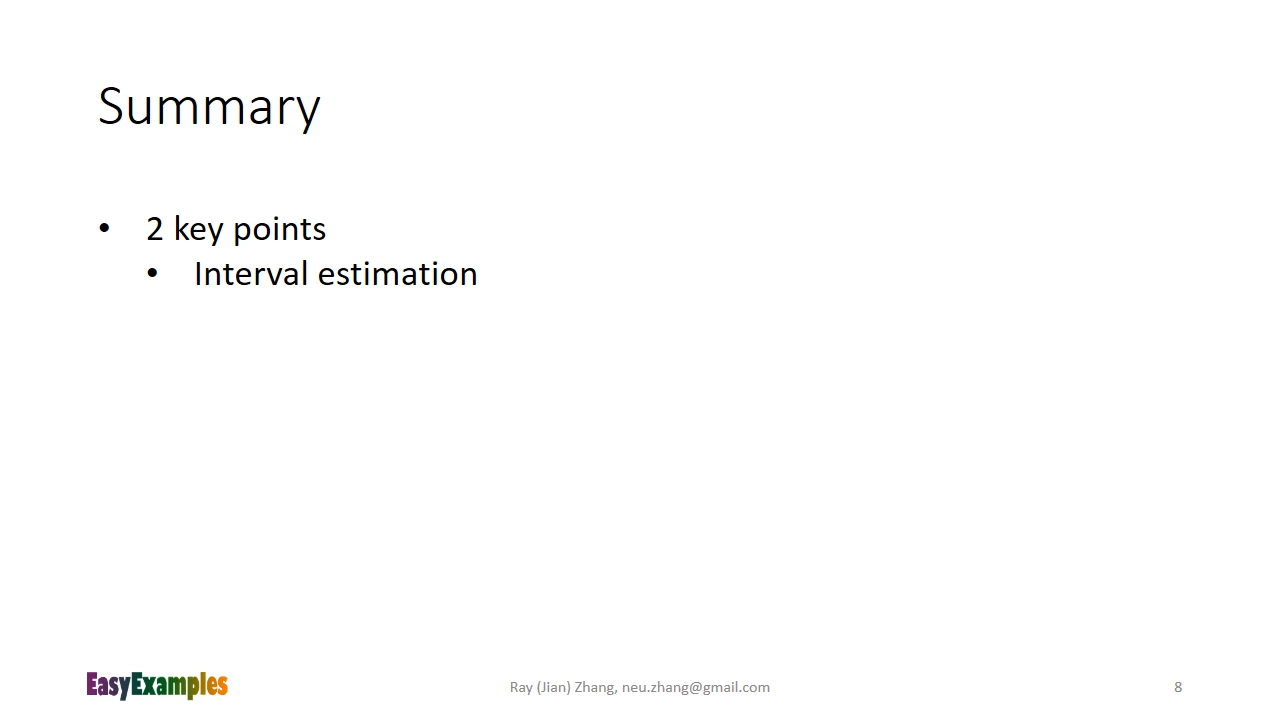 Summary
• 2 key points
• Interval estimation
EasyExamples
Ray (Jian) Zhang, neu.zhang@gmail.com
8